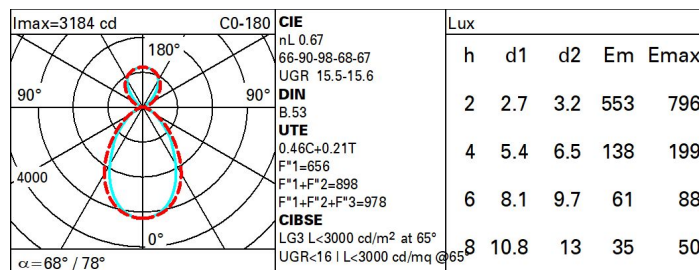 Imax=3184 cd C0-180
180°
90° 90°
4000
0°
α=68° / 78°
CIE
nL 0.67
66-90-98-68-67
UGR 15.5-15.6
DIN
B.53
UTE
0.46C+0.21T
F"1=656
F"1+F"2=898
F"1+F"2+F"3=978
CIBSE
LG3 L<3000 cd/m² at 65°
UGR<16 | L<3000 cd/mq @65°
Lux
h d1 d2 Em Emax
2 2.7 3.2 553 796
4 5.4 6.5 138 199
6 8.1 9.7 61 88
8 10.8 13 35 50